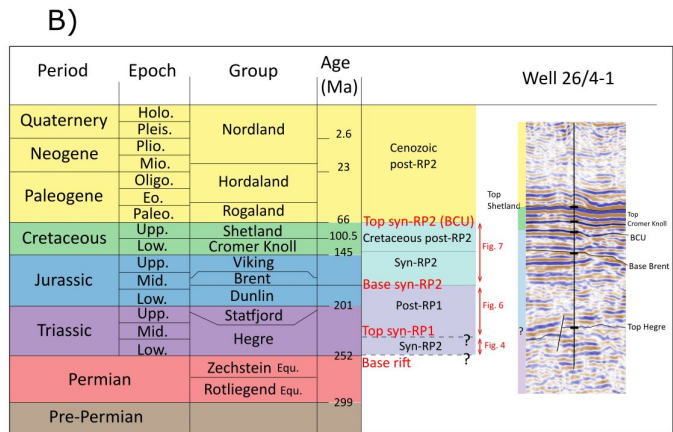 B)
Period Epoch Group Age (Ma) Well 26/4-1
Quaternery
Holo.
Pleis.
Nordland
2.6
Neogene
Plio.
Mio.
23
Cenozoic
post-RP2
Paleogene
Oligo.
Eo.
Paleo.
Hordaland
Rogaland
66
Top syn-RP2 (BCU)
Cretaceous
Upp.
Low.
Shetland
Cromer Knoll
100.5
145
Cretaceous post-RP2
Jurassic
Upp.
Mid.
Low.
Viking
Brent
Dunlin
201
Syn-RP2
Base syn-RP2
Post-RP1
Triassic
Upp.
Mid.
Low.
Statfjord
Hegre
252
Top syn-RP1
?
Syn-RP2
Base rift
?
Permian
Zechstein Equ.
Rotliegend Equ.
299
Pre-Permian
Fig. 7
Fig. 6
Fig. 4
Top
Shetland
Top
Cromer Knoll
BCU
Base Brent
?
Top Hegre